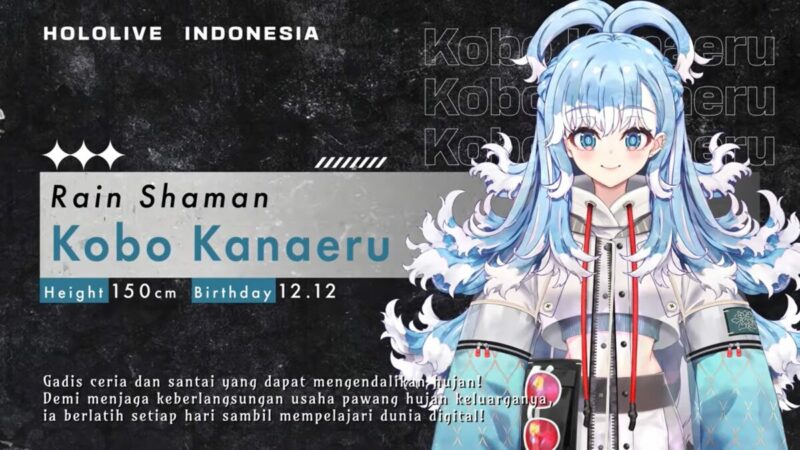 HOLOLIVE INDONESIA
Kobo Kanaeru
Kobo Kanaeru
Kobo Kanaeru
Rain Shaman
Kobo Kanaeru
Height 150cm Birthday 12.12
Gadis ceria dan santai yang dapat mengendalikan hujan!
Demi menjaga keberlangsungan usaha pawang hujan keluarganya,
ia berlatih setiap hari sambil mempelajari dunia digital!